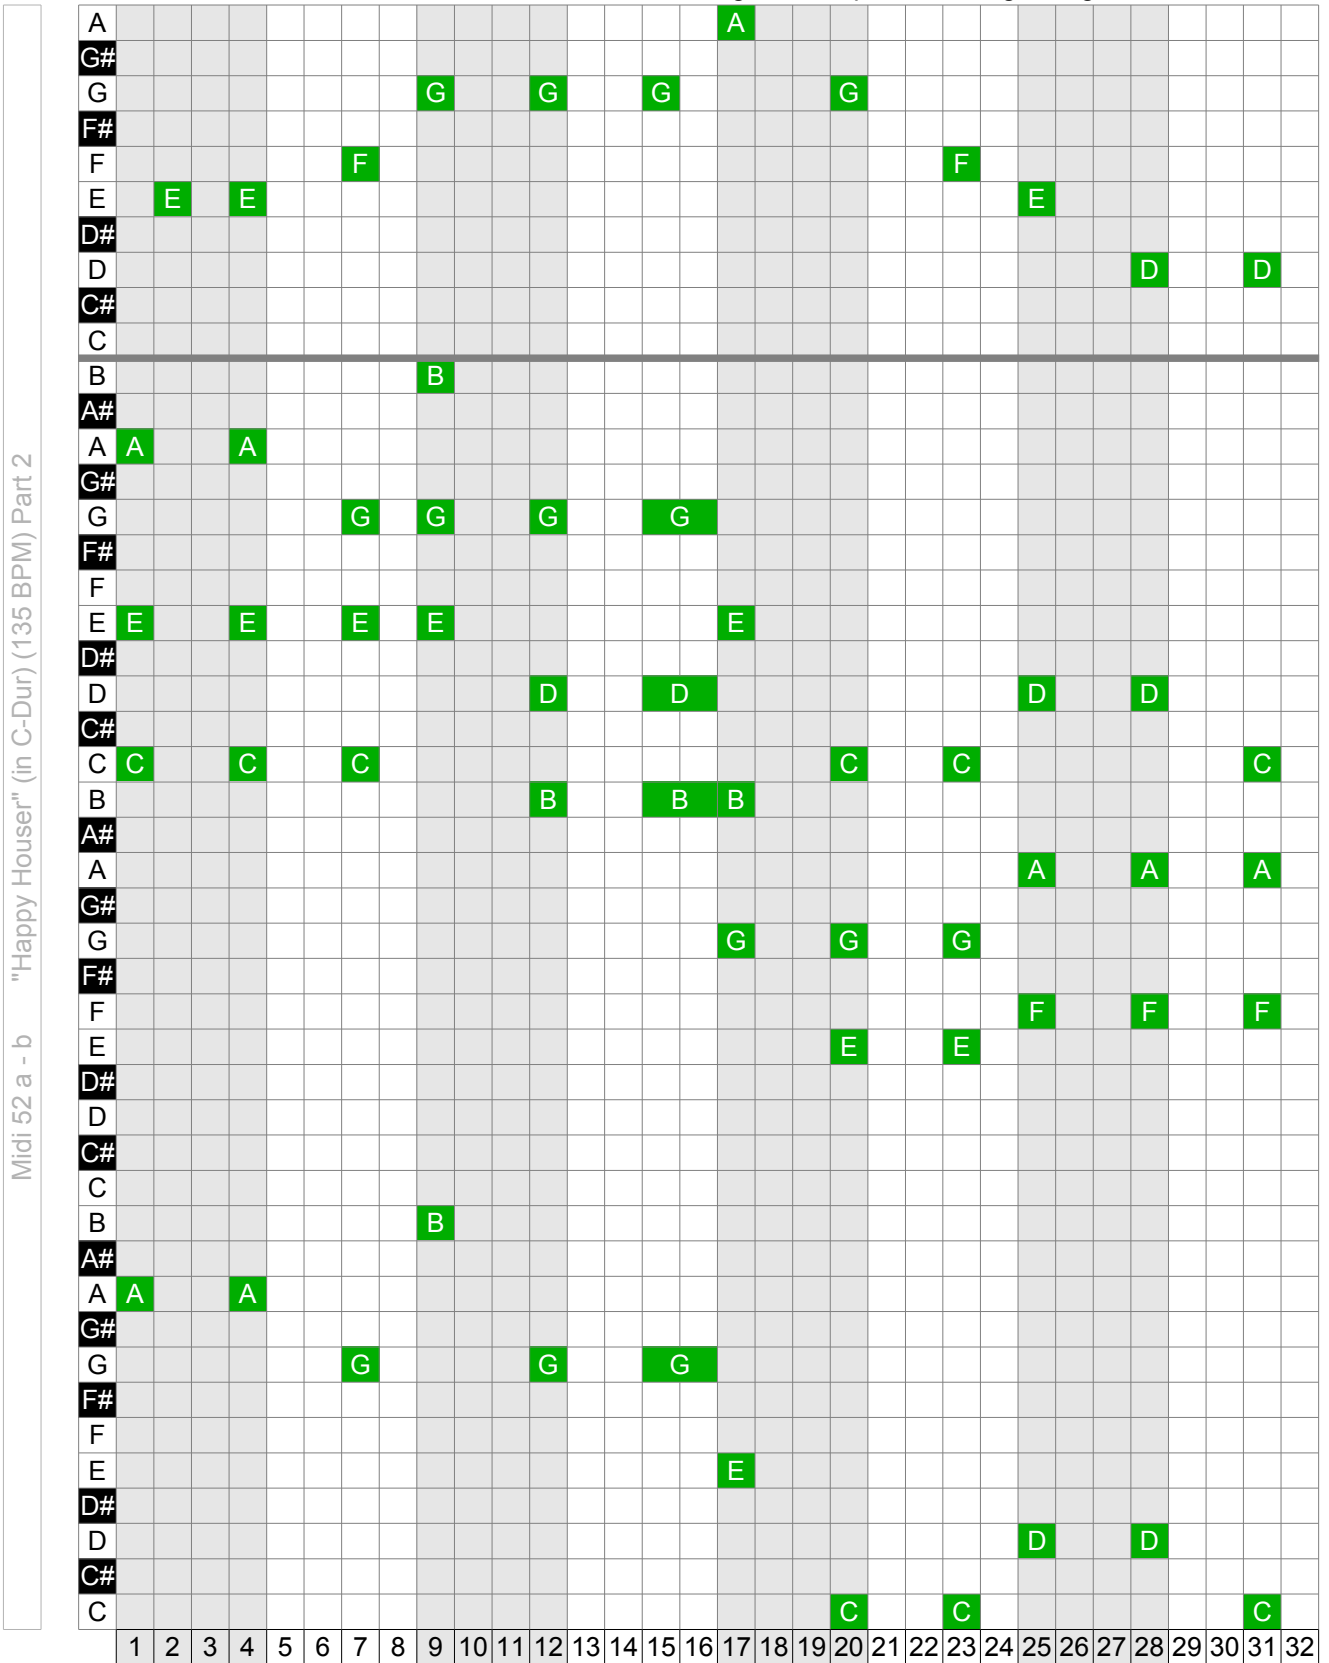 A A
G#
G G G G G
F#
F F F
E E E E
D#
D D D
C#
C
B B
A#
A A A
G#
G G G G G
F#
F
E E E E E E
D#
D D D D D
C#
C C C C C C C
B B B B
A#
A A A A
G#
G G G G
F#
F F F F
E E E
D#
D
C#
C
B B
A#
A A A
G#
G G G G
F#
F
E E
D#
D D D
C#
C C C C
1 2 3 4 5 6 7 8 9 10 11 12 13 14 15 16 17 18 19 20 21 22 23 24 25 26 27 28 29 30 31 32
Midi 52 a - b "Happy Houser" (in C-Dur) (135 BPM) Part 2